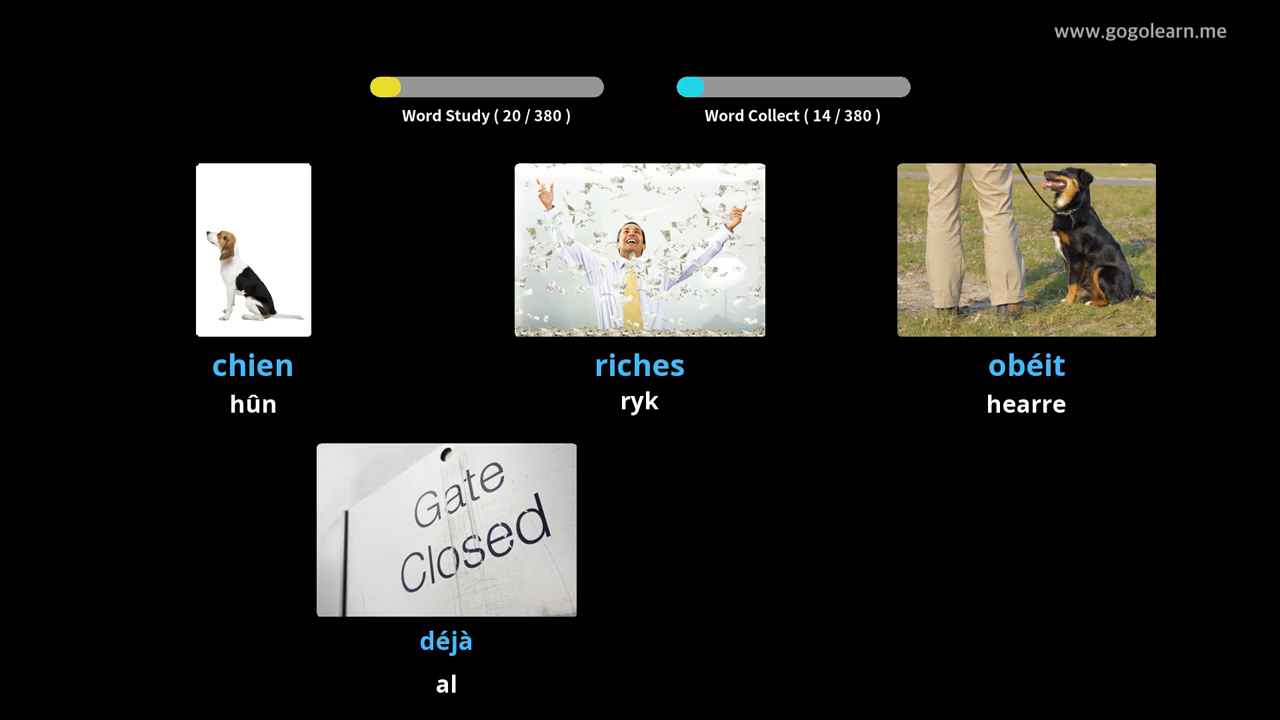 www.gogolearn.me
Word Study ( 20 / 380 )
Word Collect ( 14 / 380 )
chien
hûn
riches
ryk
obéit
hearre
Gate
Closed
déjà
al